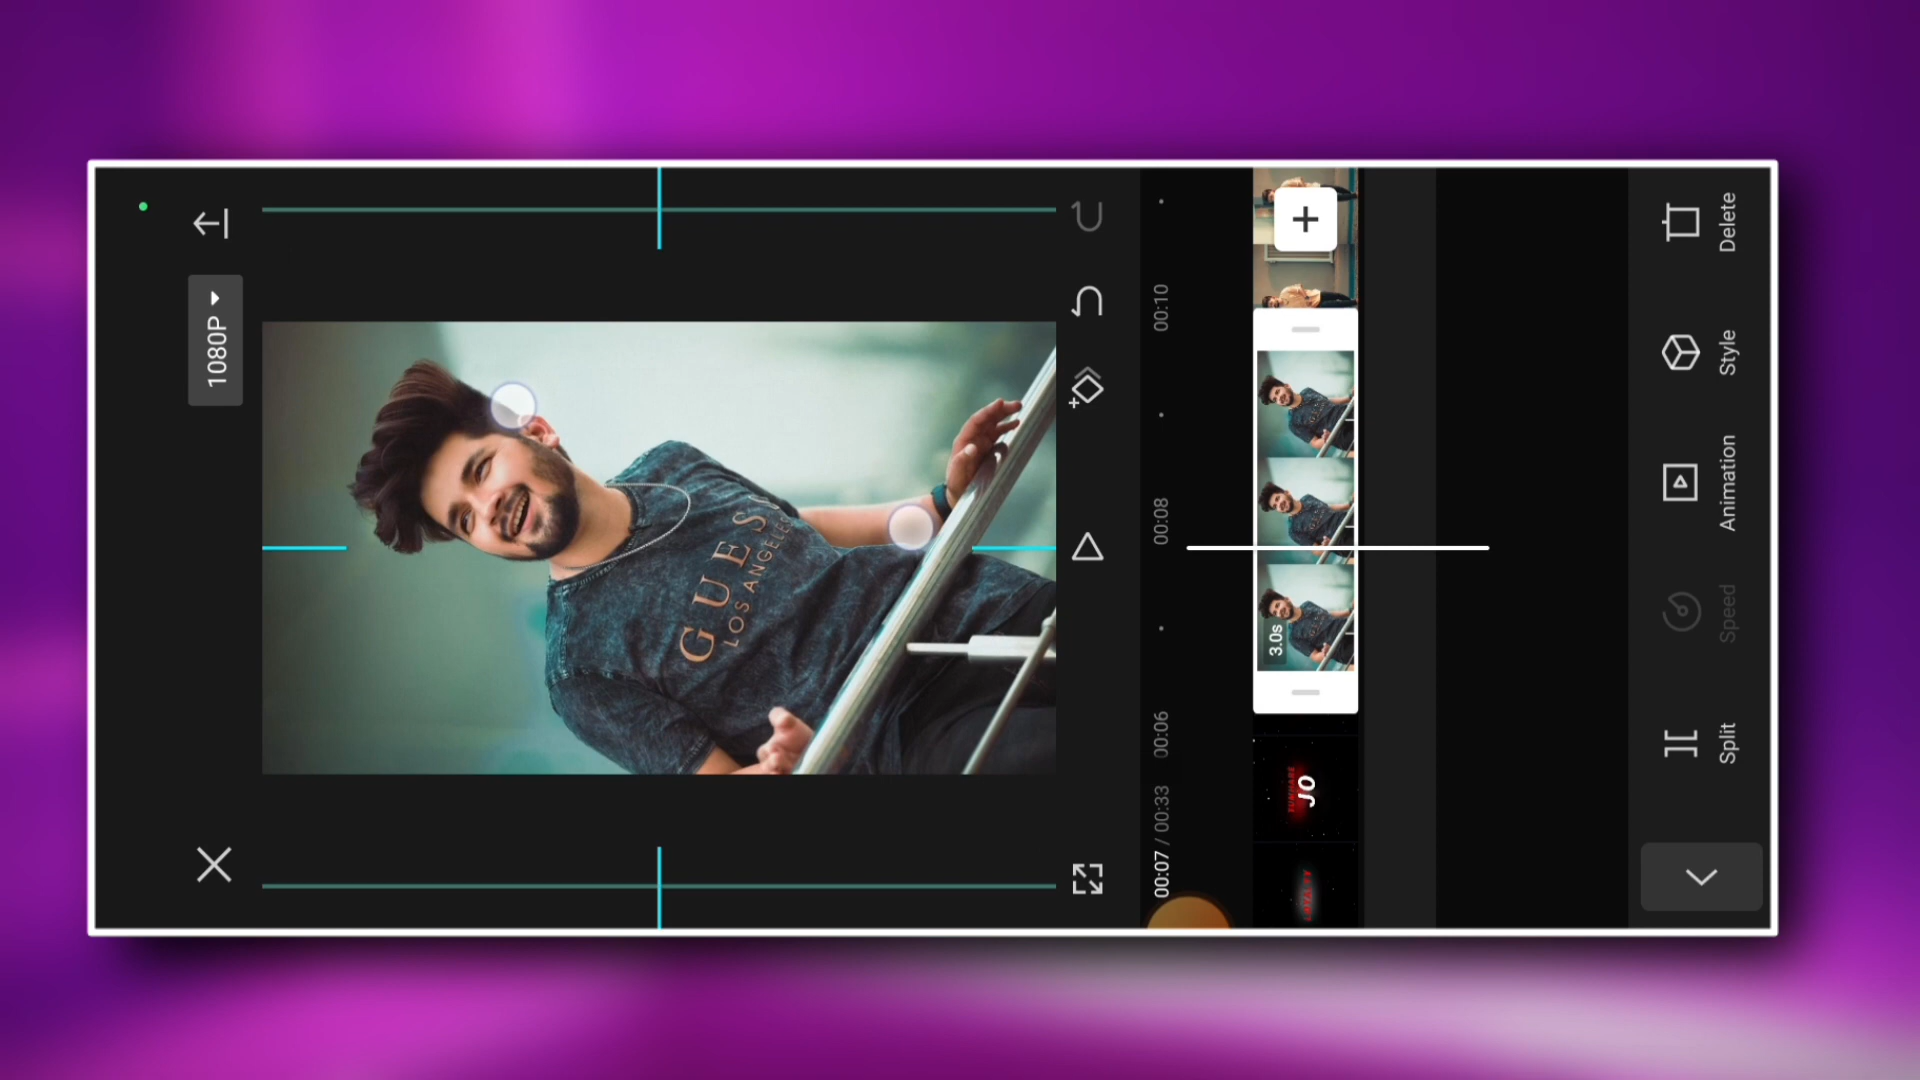 1080P
GUESS
LOS ANGELES
00:07 / 00:33
00:06
00:08
00:10
3.0s
JO
Split
Speed
Animation
Style
Delete